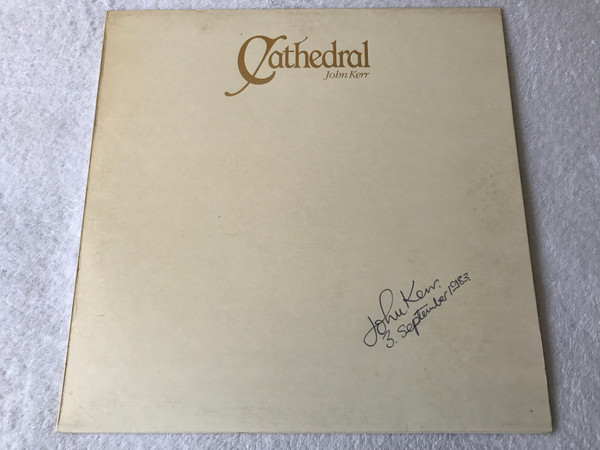 Cathedral
John Kerr
John Kerr.
3. September 1983